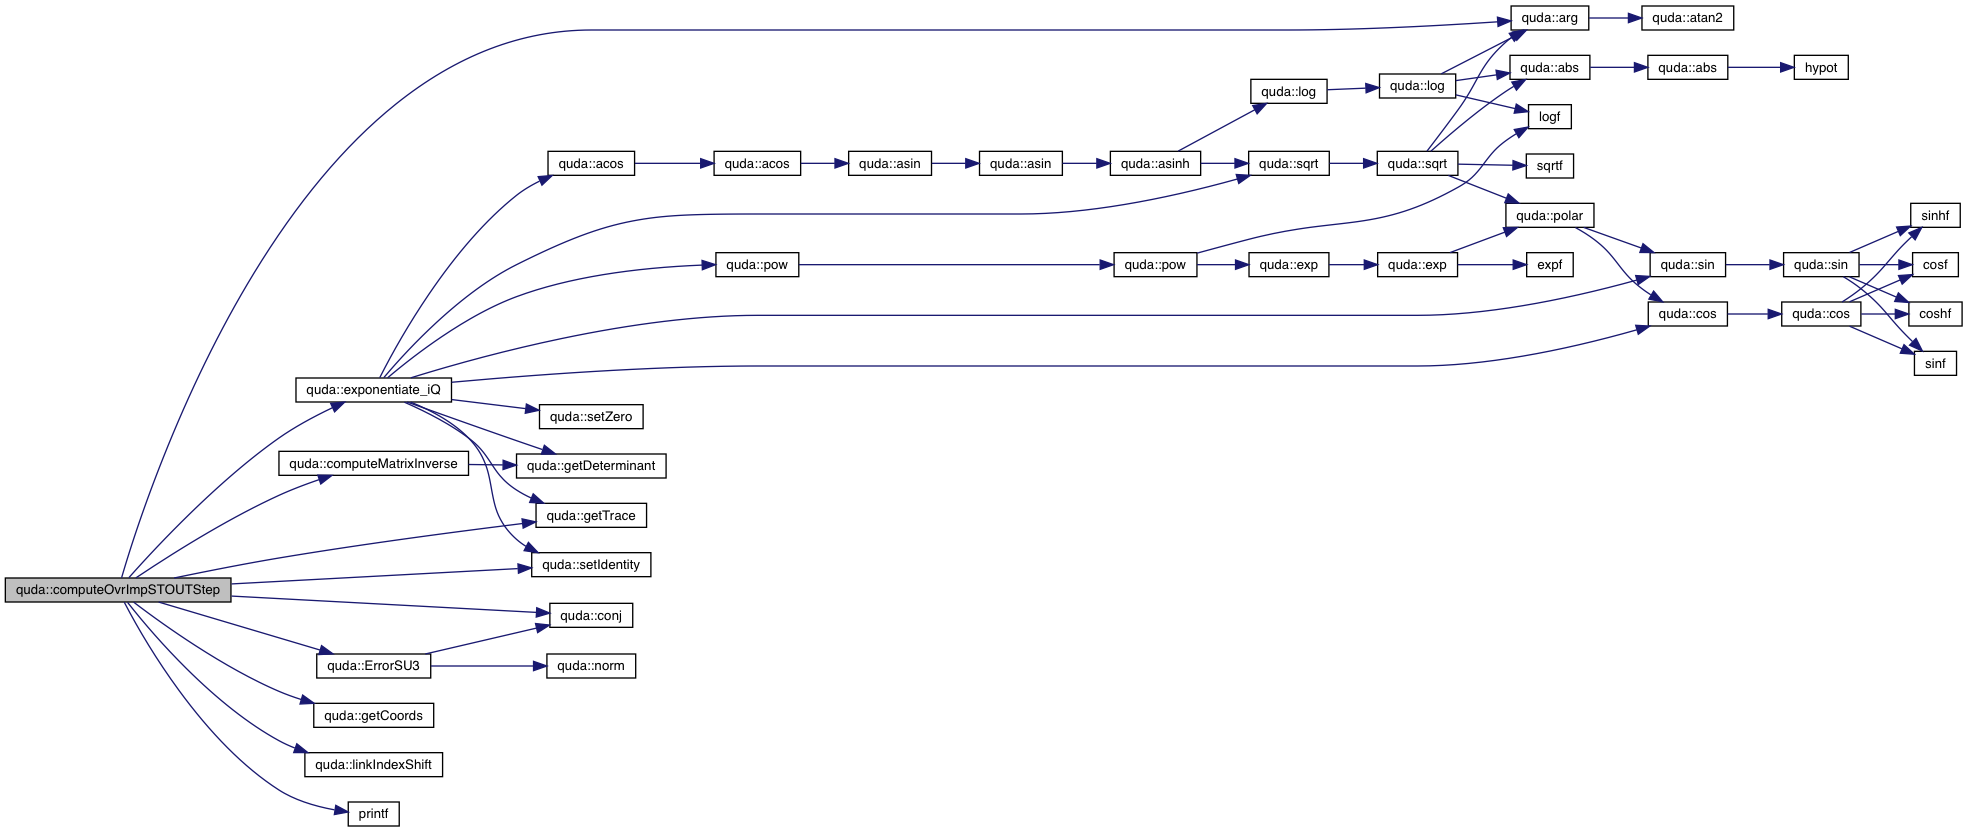 quda::arg
quda::atan2
quda::abs
quda::abs
hypot
quda::log
quda::log
logf
quda::acos
quda::acos
quda::asin
quda::asin
quda::asinh
quda::sqrt
quda::sqrt
sqrtf
quda::polar
sinhf
quda::pow
quda::pow
quda::exp
quda::exp
expf
quda::sin
quda::sin
cosf
quda::cos
quda::cos
coshf
sinf
quda::exponentiate_iQ
quda::setZero
quda::computeMatrixInverse
quda::getDeterminant
quda::getTrace
quda::setIdentity
quda::computeOvrImpSTOUTStep
quda::conj
quda::ErrorSU3
quda::norm
quda::getCoords
quda::linkIndexShift
printf